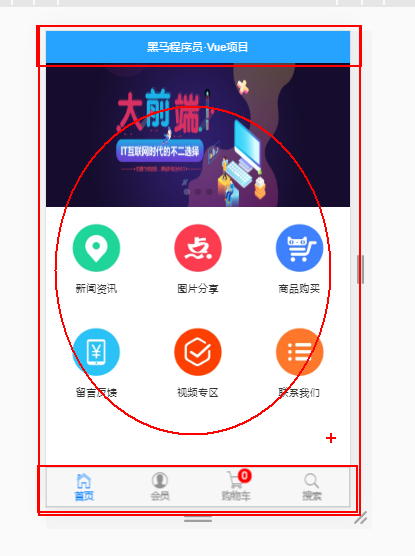 黑马程序员·Vue项目
大前端
IT互联网时代的不二选择
新闻资讯
图片分享
商品购买
留言反馈
视频专区
联系我们
0
首页
会员
购物车
搜索